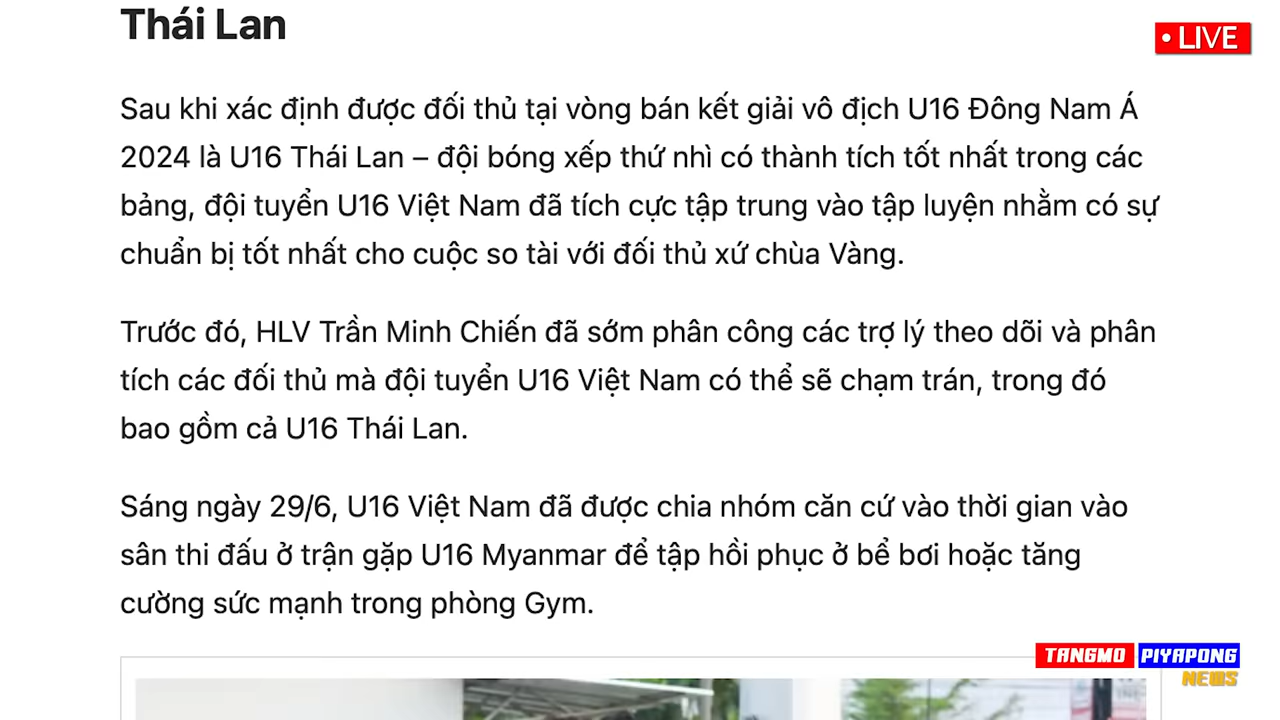 Thái Lan
• LIVE
Sau khi xác định được đối thủ tại vòng bán kết giải vô địch U16 Đông Nam Á
2024 là U16 Thái Lan – đội bóng xếp thứ nhì có thành tích tốt nhất trong các
bảng, đội tuyển U16 Việt Nam đã tích cực tập trung vào tập luyện nhằm có sự
chuẩn bị tốt nhất cho cuộc so tài với đối thủ xứ chùa Vàng.
Trước đó, HLV Trần Minh Chiến đã sớm phân công các trợ lý theo dõi và phân
tích các đối thủ mà đội tuyển U16 Việt Nam có thể sẽ chạm trán, trong đó
bao gồm cả U16 Thái Lan.
Sáng ngày 29/6, U16 Việt Nam đã được chia nhóm căn cứ vào thời gian vào
sân thi đấu ở trận gặp U16 Myanmar để tập hồi phục ở bể bơi hoặc tăng
cường sức mạnh trong phòng Gym.
TANGMO PIYAPONG
NEWS